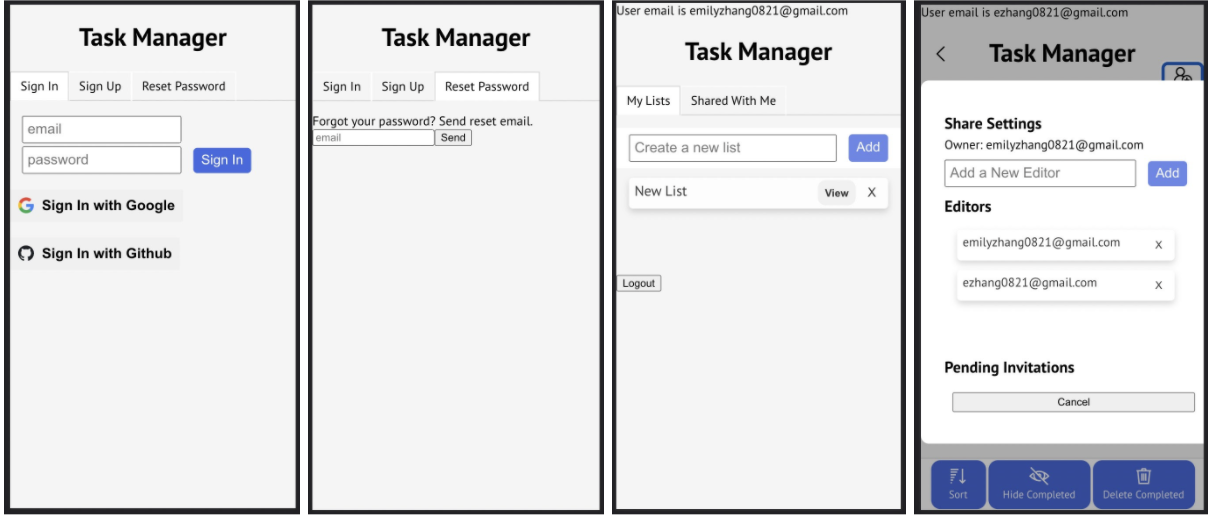 Task Manager
Sign In Sign Up Reset Password
email
password Sign In
Sign In with Google
Sign In with Github
Task Manager
Sign In Sign Up Reset Password
Forgot your password? Send reset email.
email Send
User email is emilyzhang0821@gmail.com
Task Manager
My Lists Shared With Me
Create a new list Add
New List View X
Logout
User email is ezhang0821@gmail.com
< Task Manager
Share Settings
Owner: emilyzhang0821@gmail.com
Add a New Editor Add
Editors
emilyzhang0821@gmail.com X
ezhang0821@gmail.com X
Pending Invitations
Cancel
Sort Hide Completed Delete Completed